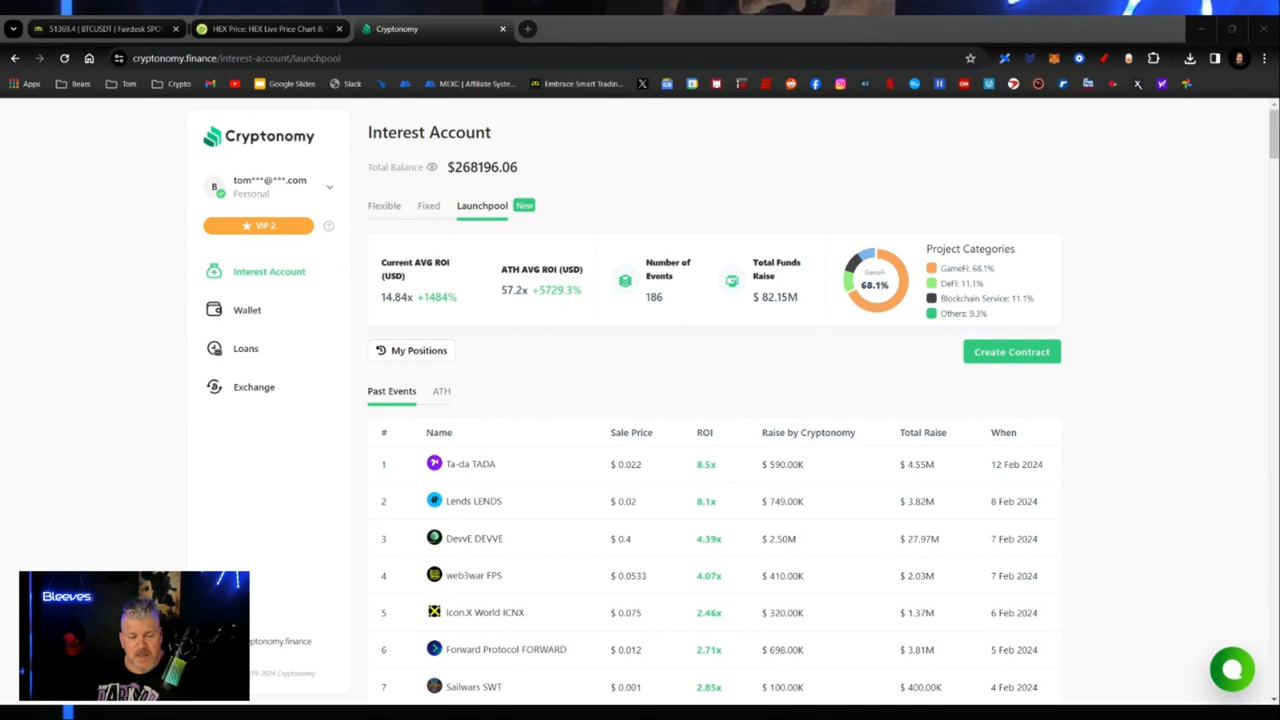 51369.4 | BTCUSDT | Fairdesk SPO
HEX Price: HEX Live Price Chart &
Cryptonomy
cryptonomy.finance/interest-account/launchpool
Apps
Bears
Tom
Crypto
Google Slides
Slack
MEXC | Affiliate Syste...
Embrace Smart Tradin...
Cryptonomy
B
tom***@***.com
Personal
VIP 2
Interest Account
Wallet
Loans
Exchange
Interest Account
Total Balance $268196.06
Flexible Fixed Launchpool New
Current AVG ROI
(USD)
14.84x +1484%
ATH AVG ROI (USD)
57.2x +5729.3%
Number of
Events
186
Total Funds
Raise
$ 82.15M
GameFi
68.1%
Project Categories
GameFi: 68.1%
DeFi: 11.1%
Blockchain Service: 11.1%
Others: 9.3%
My Positions
Create Contract
Past Events ATH
# Name Sale Price ROI Raise by Cryptonomy Total Raise When
1 Ta-da TADA $ 0.022 8.5x $ 590.00K $ 4.55M 12 Feb 2024
2 Lends LENDS $ 0.02 8.1x $ 749.00K $ 3.82M 8 Feb 2024
3 DevvE DEVVE $ 0.4 4.39x $ 2.50M $ 27.97M 7 Feb 2024
4 web3war FPS $ 0.0533 4.07x $ 410.00K $ 2.03M 7 Feb 2024
5 Icon.X World ICNX $ 0.075 2.46x $ 320.00K $ 1.37M 6 Feb 2024
6 Forward Protocol FORWARD $ 0.012 2.71x $ 698.00K $ 3.81M 5 Feb 2024
7 Sailwars SWT $ 0.001 2.85x $ 100.00K $ 400.00K 4 Feb 2024
Bleeves
ptonomy.finance
19-2024 Cryptonomy